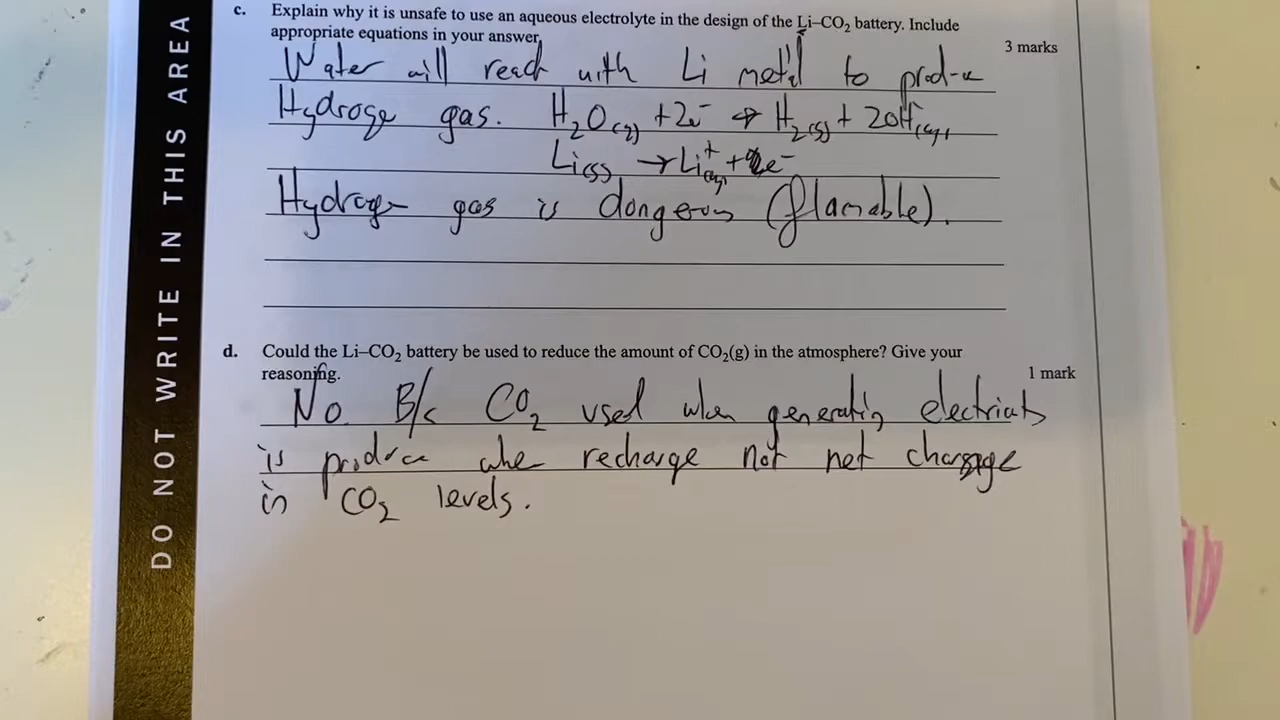 c. Explain why it is unsafe to use an aqueous electrolyte in the design of the Li–CO₂ battery. Include
appropriate equations in your answer.
3 marks
Water will react with Li metal to produce
Hydroge gas. H₂O(l) + 2e⁻ → H₂(g) + 2OH⁻(aq)
Li(s) → Li⁺(aq) + e⁻
Hydrogen gas is dangerous (flamable).
d. Could the Li–CO₂ battery be used to reduce the amount of CO₂(g) in the atmosphere? Give your
reasoning.
1 mark
No. B/c CO₂ used when generating electricity
is produce when recharge not net change
in CO₂ levels.
DO NOT WRITE IN THIS AREA